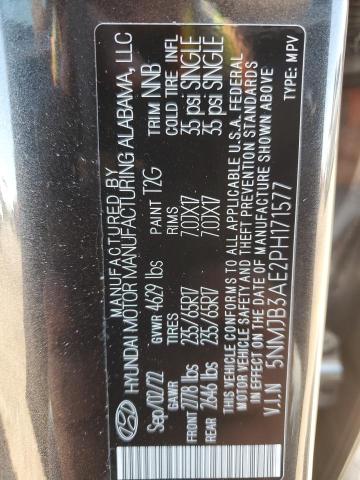 HYUNDAI MOTOR MANUFACTURING ALABAMA, LLC
Sep/02/22 GVWR 4629 lbs PAINT T2G TRIM NNB
GAWR TIRES RIMS COLD TIRE INFL
FRONT 2778 lbs 235/65R17 7.0JX17 35 psi SINGLE
REAR 2646 lbs 235/65R17 7.0JX17 35 psi SINGLE
THIS VEHICLE CONFORMS TO ALL APPLICABLE U.S.A. FEDERAL
MOTOR VEHICLE SAFETY AND THEFT PREVENTION STANDARDS
IN EFFECT ON THE DATE OF MANUFACTURE SHOWN ABOVE
V.I.N 5NMJB3AE2PH171577 TYPE: MPV